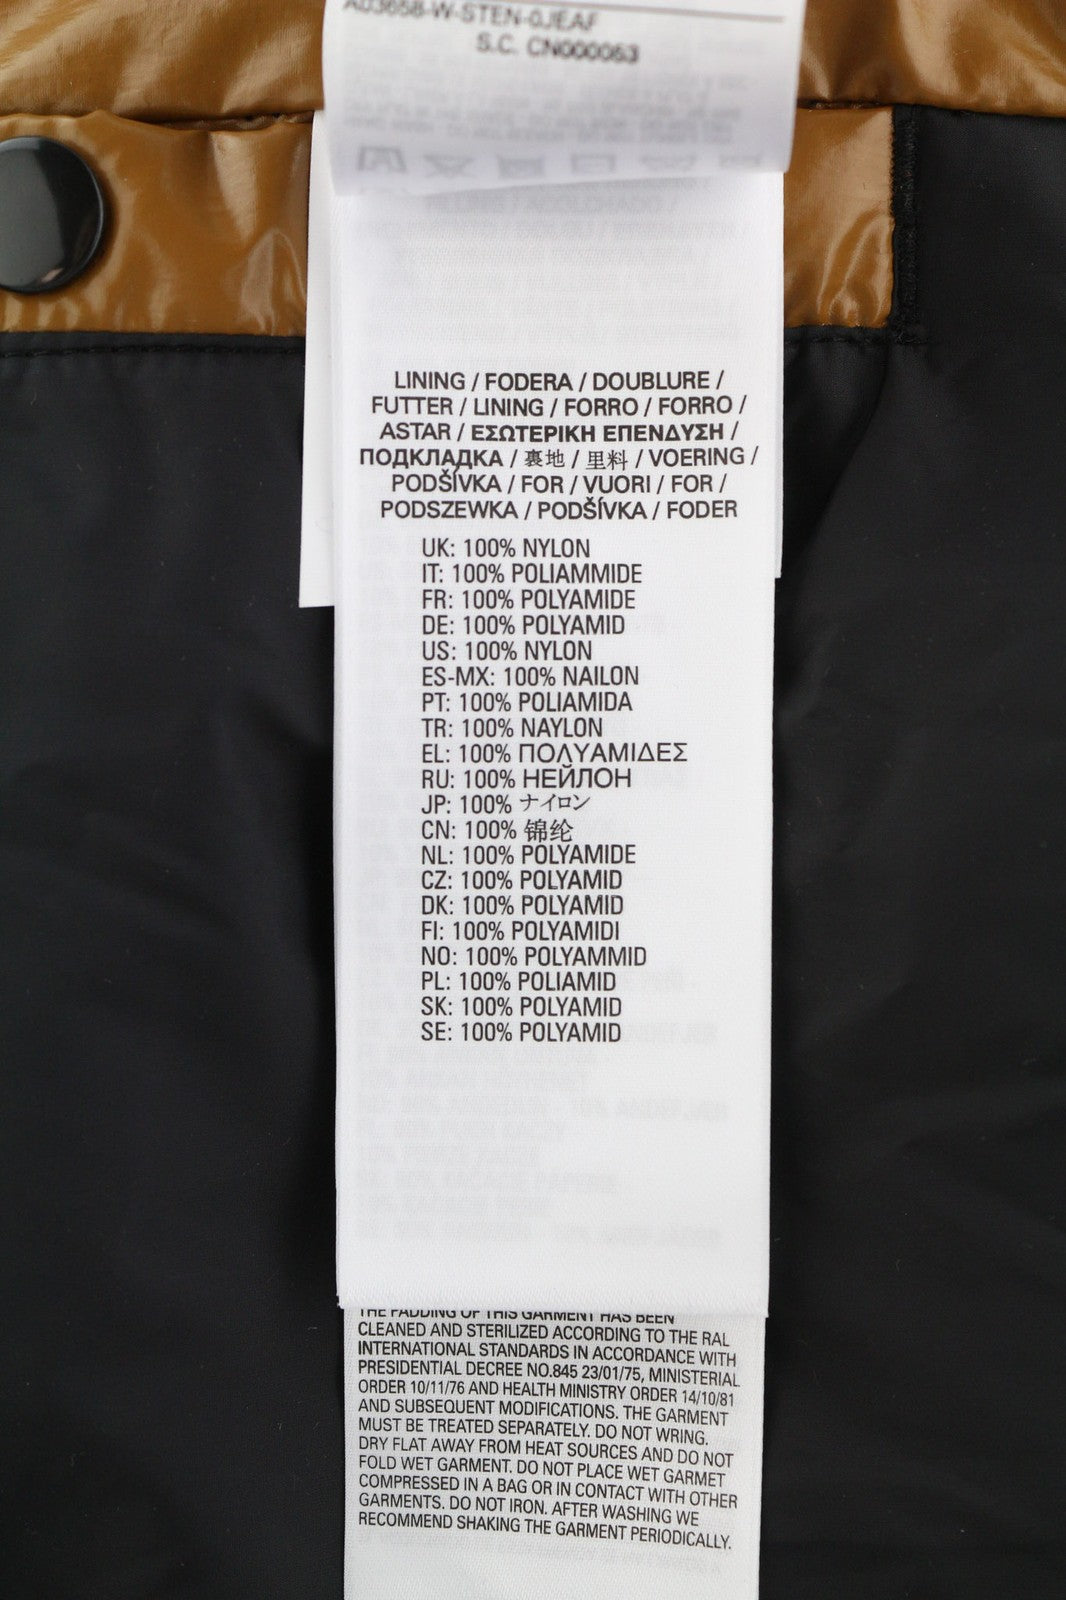 A03658-W-STEN-0JEAF
S.C. CN000053
LINING / FODERA / DOUBLURE /
FUTTER / LINING / FORRO / FORRO /
ASTAR / ΕΣΩΤΕΡΙΚΗ ΕΠΕΝΔΥΣΗ /
ПОДКЛАДКА / 裏地 / 里料 / VOERING /
PODŠÍVKA / FOR / VUORI / FOR /
PODSZEWKA / PODŠÍVKA / FODER
UK: 100% NYLON
IT: 100% POLIAMMIDE
FR: 100% POLYAMIDE
DE: 100% POLYAMID
US: 100% NYLON
ES-MX: 100% NAILON
PT: 100% POLIAMIDA
TR: 100% NAYLON
EL: 100% ΠΟΛΥΑΜΙΔΕΣ
RU: 100% НЕЙЛОН
JP: 100% ナイロン
CN: 100% 锦纶
NL: 100% POLYAMIDE
CZ: 100% POLYAMID
DK: 100% POLYAMID
FI: 100% POLYAMIDI
NO: 100% POLYAMMID
PL: 100% POLIAMID
SK: 100% POLYAMID
SE: 100% POLYAMID
THE PADDING OF THIS GARMENT HAS BEEN
CLEANED AND STERILIZED ACCORDING TO THE RAL
INTERNATIONAL STANDARDS IN ACCORDANCE WITH
PRESIDENTIAL DECREE NO.845 23/01/75, MINISTERIAL
ORDER 10/11/76 AND HEALTH MINISTRY ORDER 14/10/81
AND SUBSEQUENT MODIFICATIONS. THE GARMENT
MUST BE TREATED SEPARATELY. DO NOT WRING.
DRY FLAT AWAY FROM HEAT SOURCES AND DO NOT
FOLD WET GARMENT. DO NOT PLACE WET GARMET
COMPRESSED IN A BAG OR IN CONTACT WITH OTHER
GARMENTS. DO NOT IRON. AFTER WASHING WE
RECOMMEND SHAKING THE GARMENT PERIODICALLY.